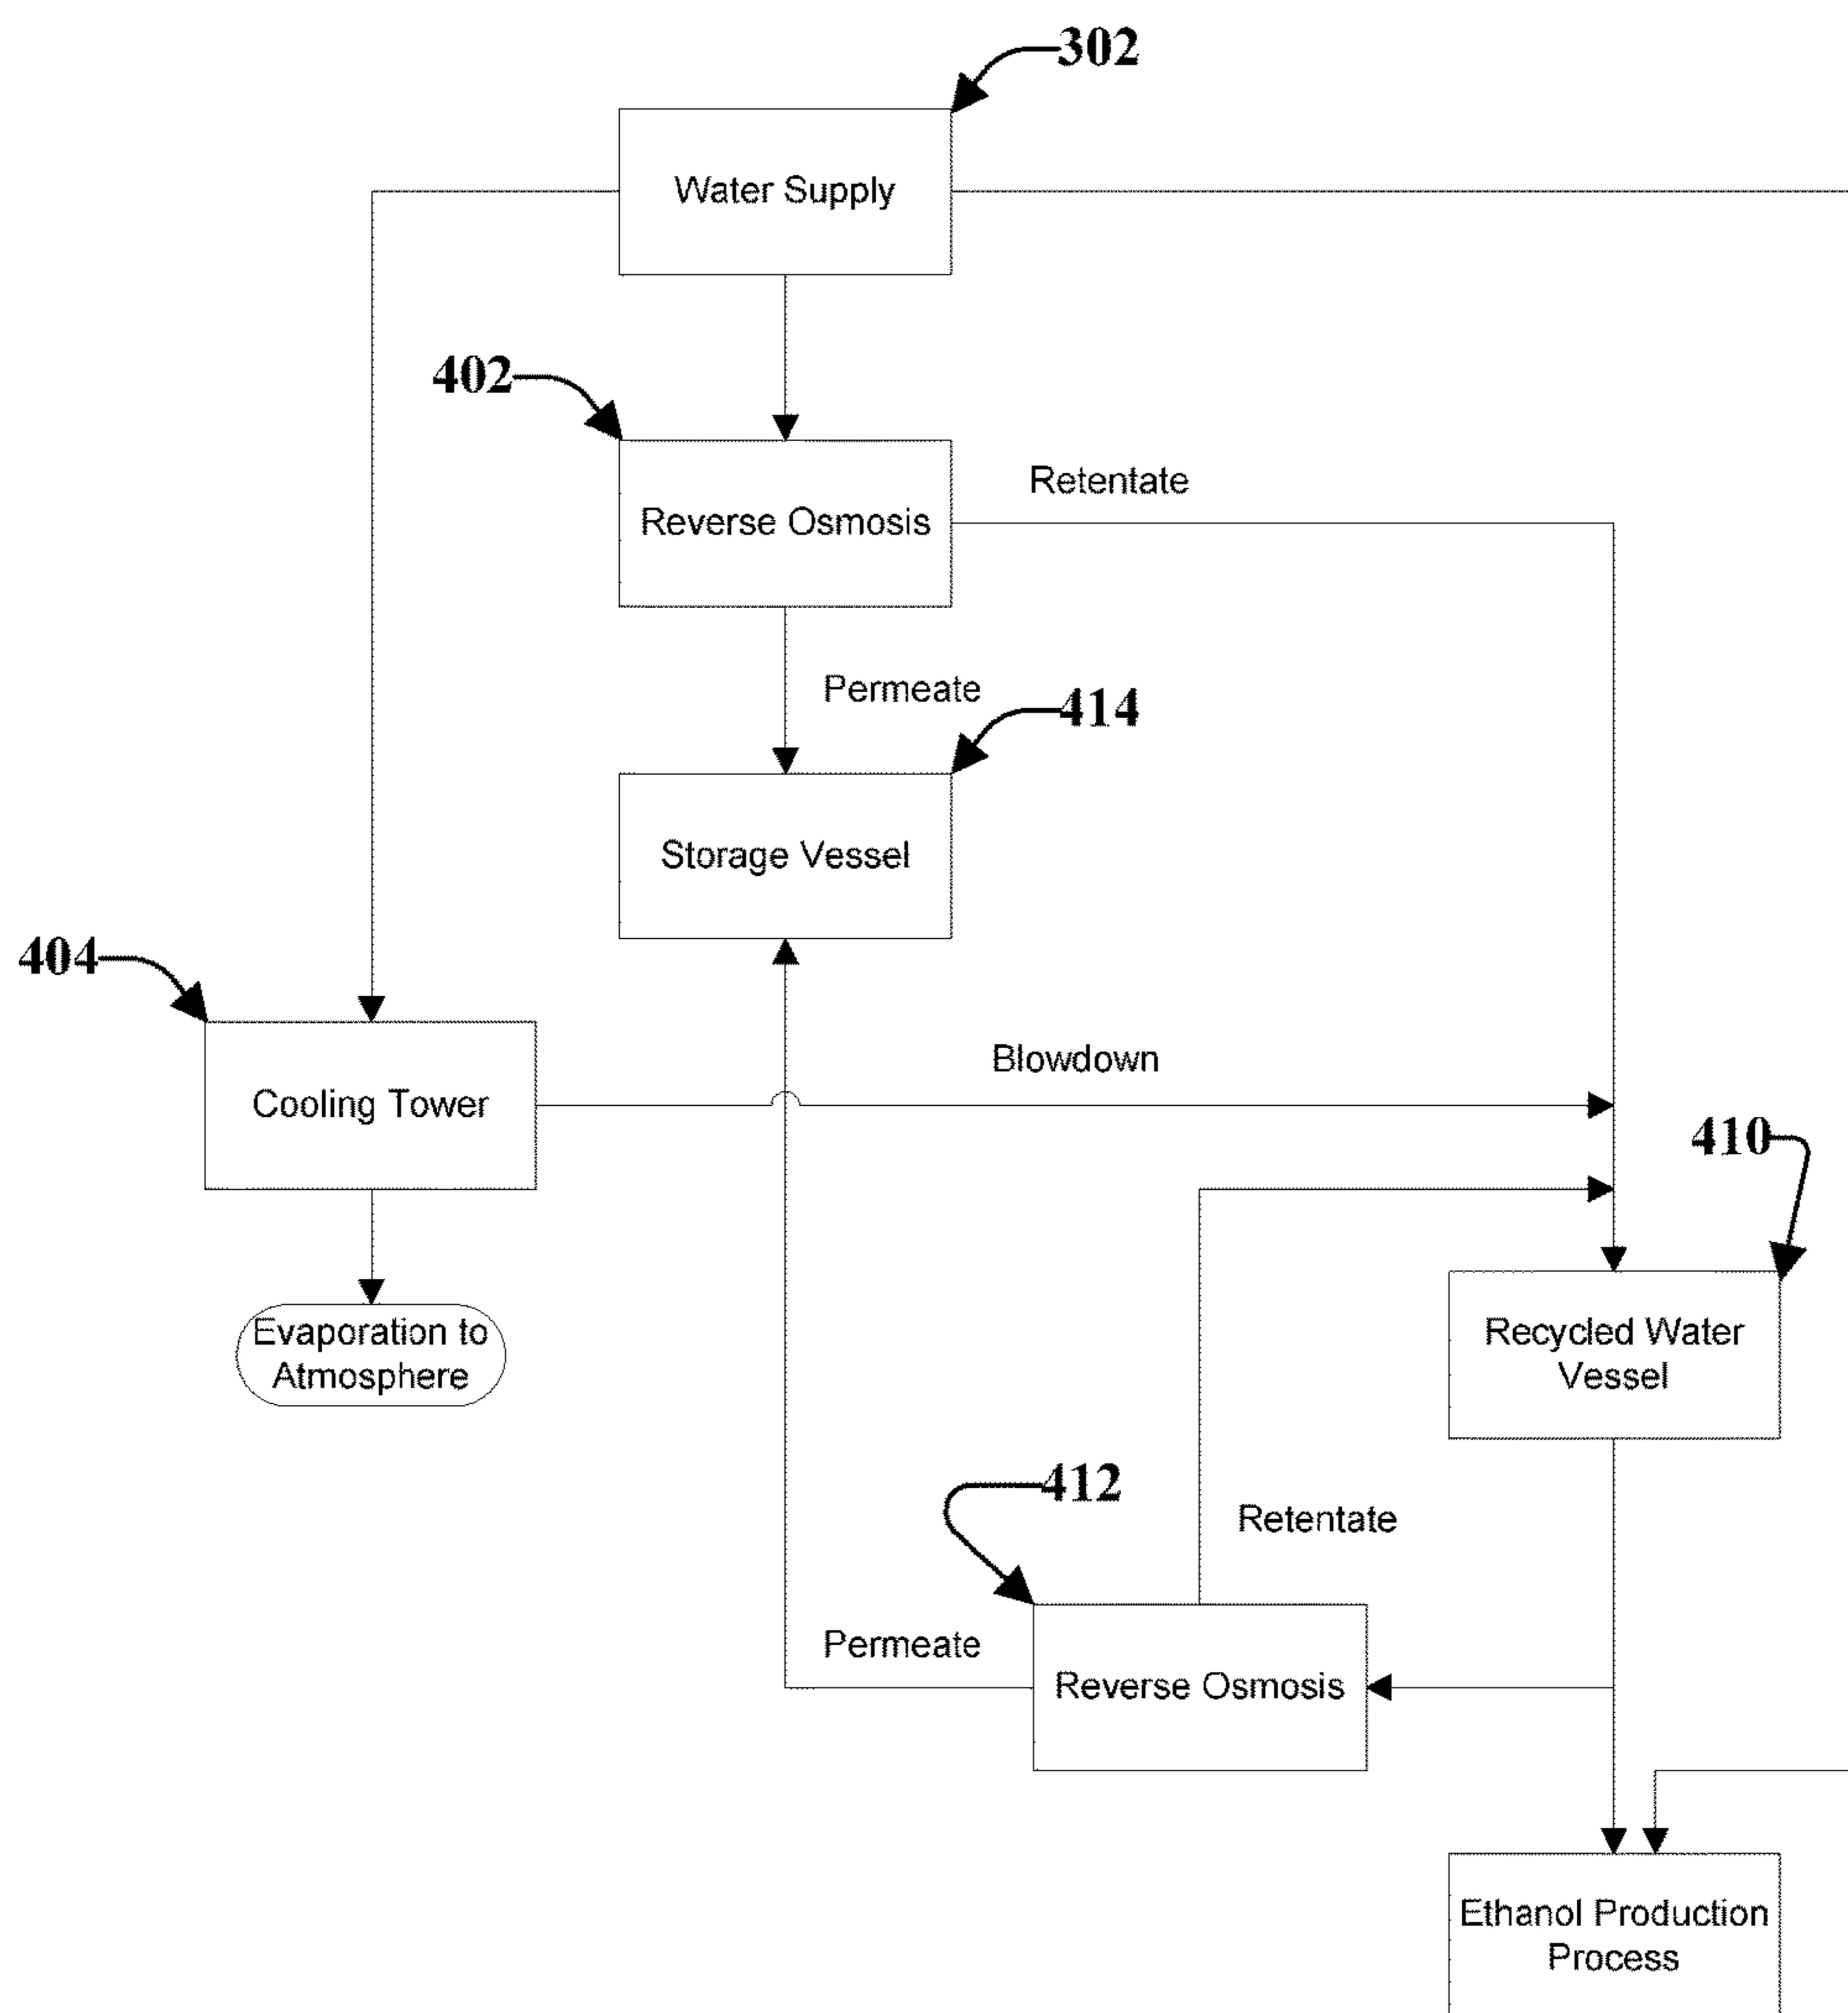 302
Water Supply
402
Retentate
Reverse Osmosis
Permeate
414
Storage Vessel
404
Blowdown
Cooling Tower
410
Evaporation to
Atmosphere
Recycled Water
Vessel
412
Retentate
Permeate
Reverse Osmosis
Ethanol Production
Process